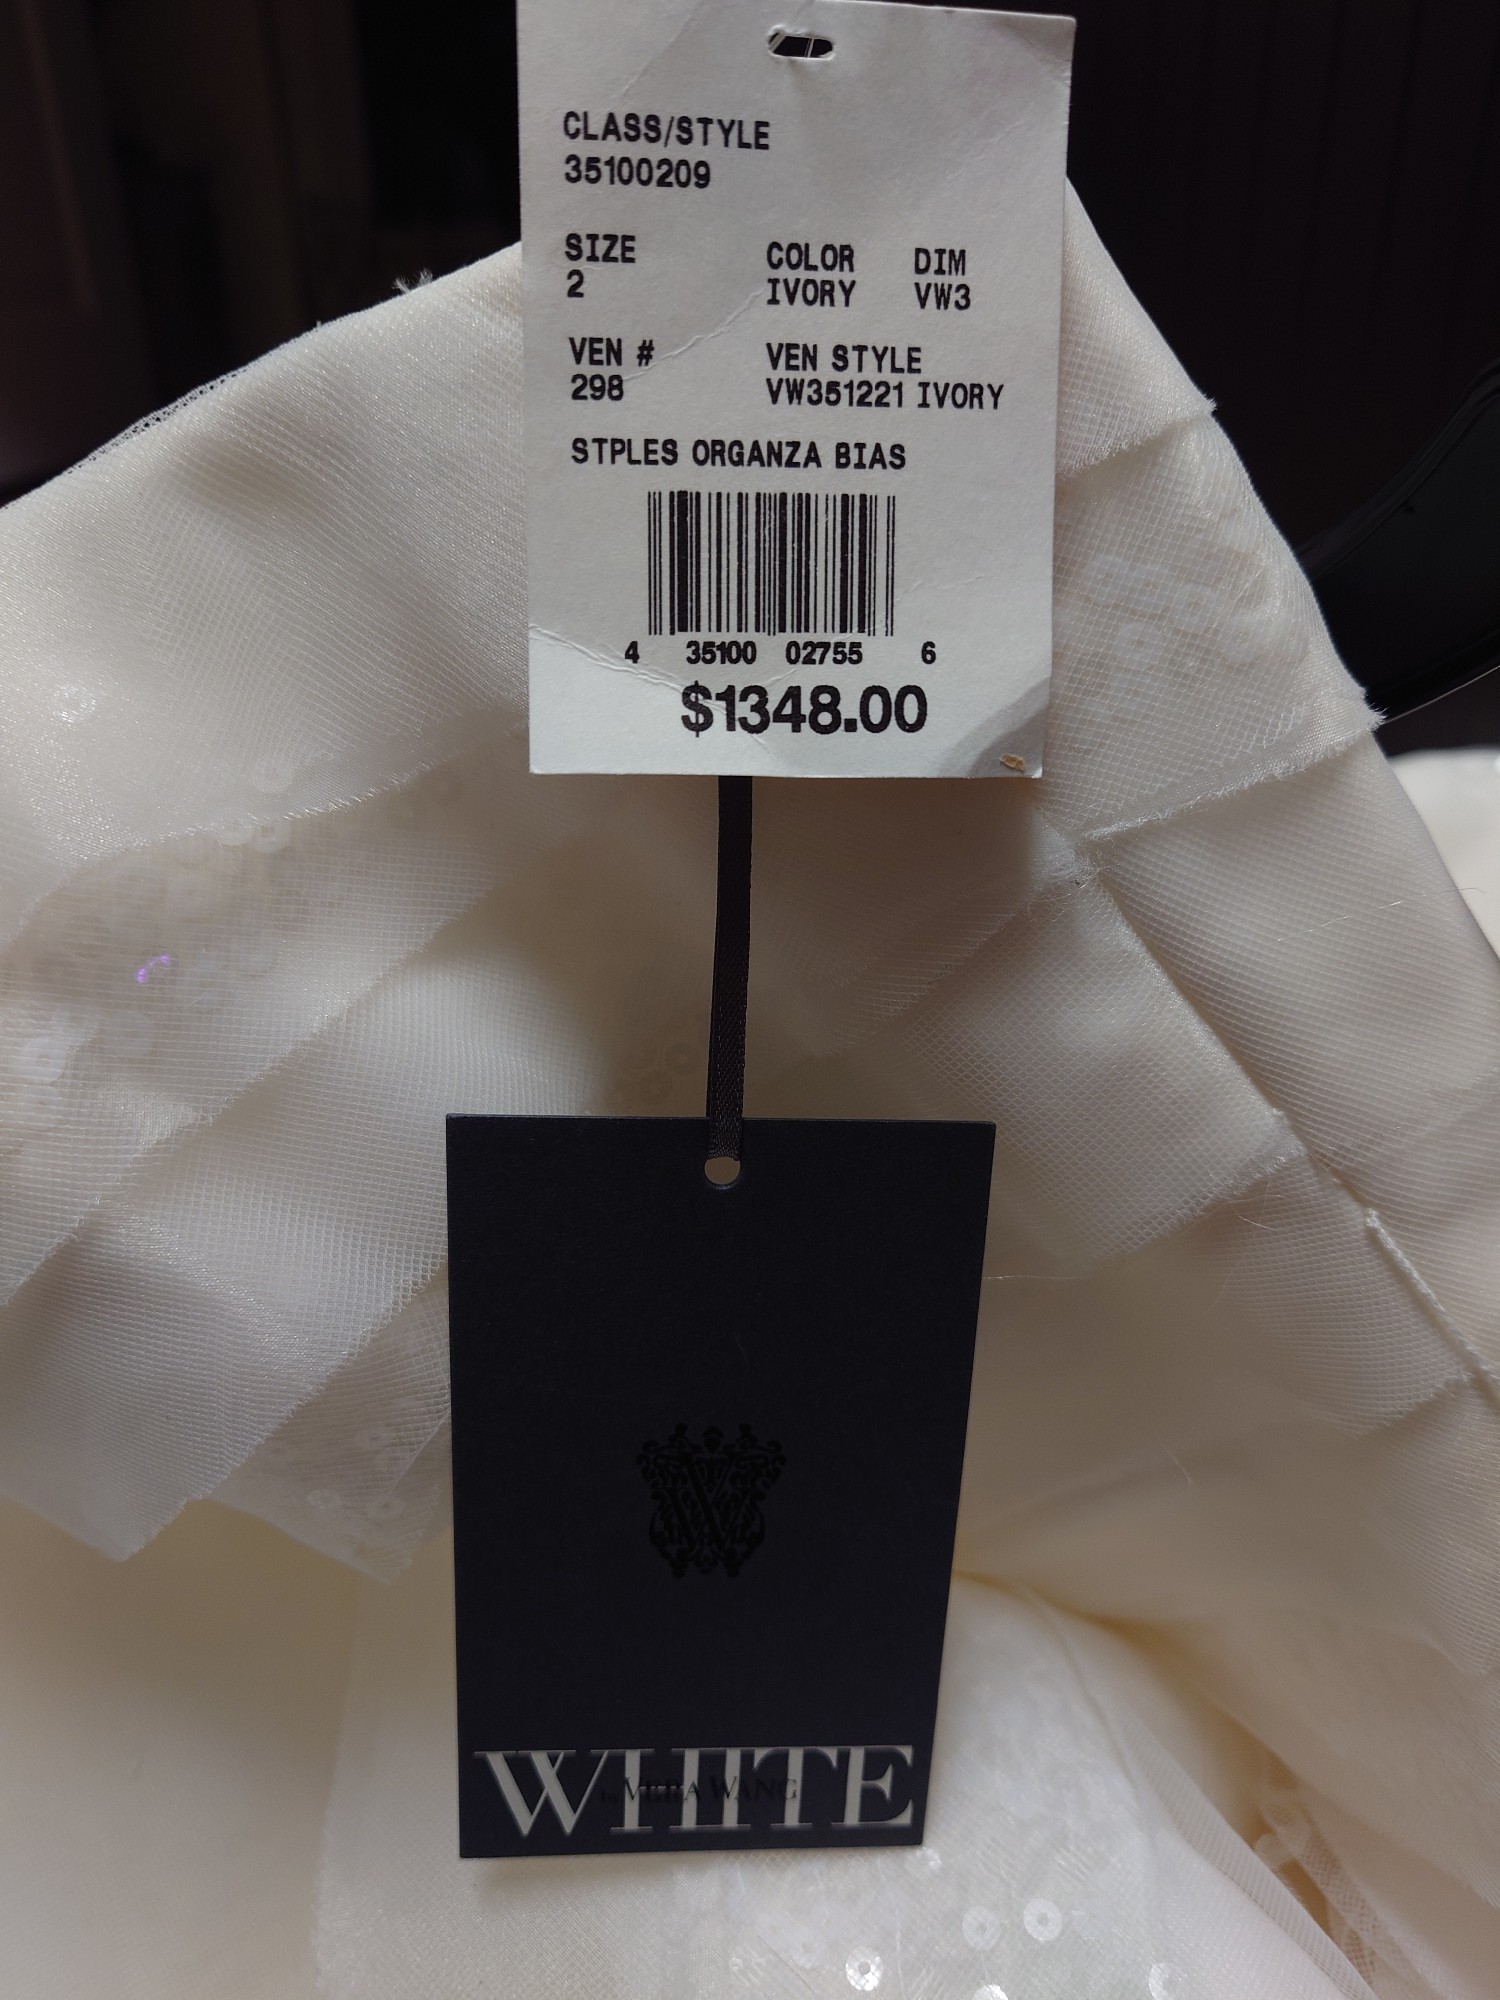 CLASS/STYLE
35100209
SIZE COLOR DIM
2 IVORY VW3
VEN # VEN STYLE
298 VW351221 IVORY
STPLES ORGANZA BIAS
4 35100 02755 6
$1348.00
WHITE
by VERA WANG